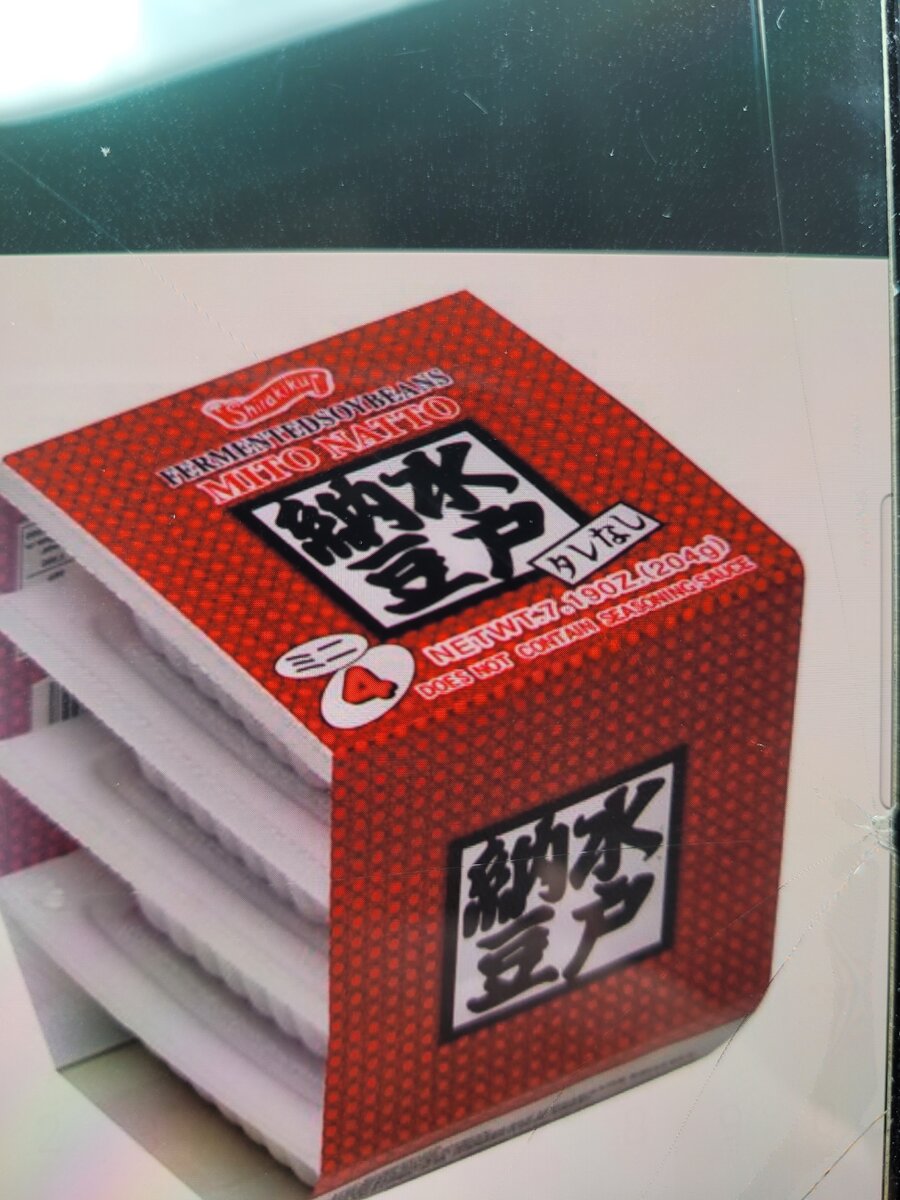 Shirakiku
FERMENTED SOYBEANS
MITO NATTO
水戸
納豆
タレなし
ミニ
4
NET WT.7.19OZ.(204g)
DOES NOT CONTAIN SEASONING SAUCE
水戸
納豆